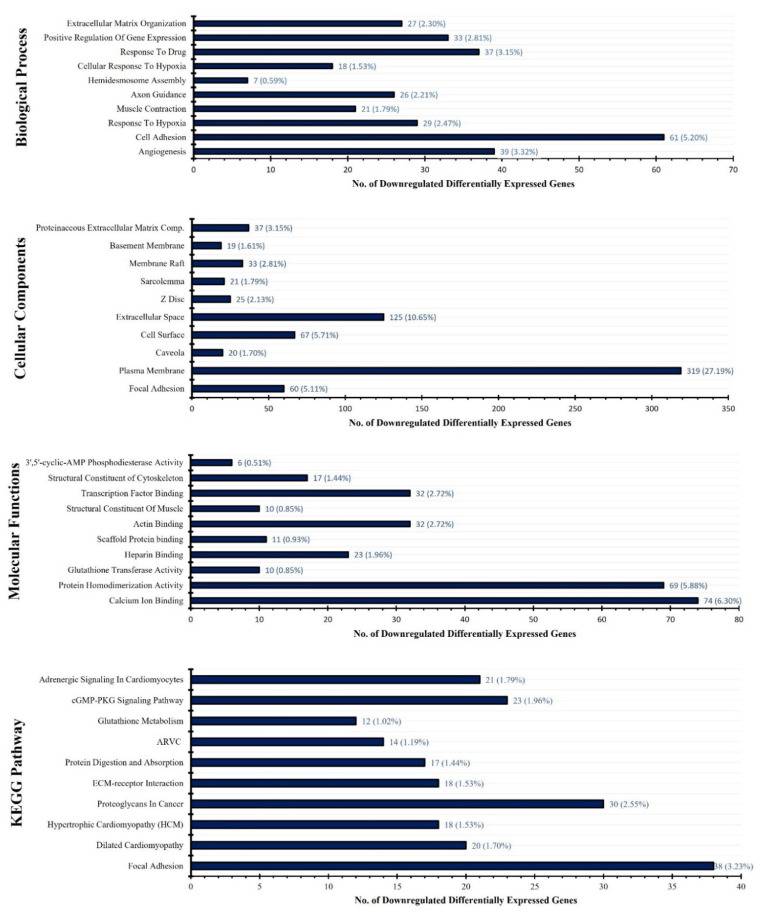 Biological Process
Extracellular Matrix Organization 27 (2.30%)
Positive Regulation Of Gene Expression 33 (2.81%)
Response To Drug 37 (3.15%)
Cellular Response To Hypoxia 18 (1.53%)
Hemidesmosome Assembly 7 (0.59%)
Axon Guidance 26 (2.21%)
Muscle Contraction 21 (1.79%)
Response To Hypoxia 29 (2.47%)
Cell Adhesion 61 (5.20%)
Angiogenesis 39 (3.32%)
0 10 20 30 40 50 60 70
No. of Downregulated Differentially Expressed Genes
Cellular Components
Proteinaceous Extracellular Matrix Comp. 37 (3.15%)
Basement Membrane 19 (1.61%)
Membrane Raft 33 (2.81%)
Sarcolemma 21 (1.79%)
Z Disc 25 (2.13%)
Extracellular Space 125 (10.65%)
Cell Surface 67 (5.71%)
Caveola 20 (1.70%)
Plasma Membrane 319 (27.19%)
Focal Adhesion 60 (5.11%)
0 50 100 150 200 250 300 350
No. of Downregulated Differentially Expressed Genes
Molecular Functions
3',5'-cyclic-AMP Phosphodiesterase Activity 6 (0.51%)
Structural Constituent of Cytoskeleton 17 (1.44%)
Transcription Factor Binding 32 (2.72%)
Structural Constituent Of Muscle 10 (0.85%)
Actin Binding 32 (2.72%)
Scaffold Protein binding 11 (0.93%)
Heparin Binding 23 (1.96%)
Glutathione Transferase Activity 10 (0.85%)
Protein Homodimerization Activity 69 (5.88%)
Calcium Ion Binding 74 (6.30%)
0 10 20 30 40 50 60 70 80
No. of Downregulated Differentially Expressed Genes
KEGG Pathway
Adrenergic Signaling In Cardiomyocytes 21 (1.79%)
cGMP-PKG Signaling Pathway 23 (1.96%)
Glutathione Metabolism 12 (1.02%)
ARVC 14 (1.19%)
Protein Digestion and Absorption 17 (1.44%)
ECM-receptor Interaction 18 (1.53%)
Proteoglycans In Cancer 30 (2.55%)
Hypertrophic Cardiomyopathy (HCM) 18 (1.53%)
Dilated Cardiomyopathy 20 (1.70%)
Focal Adhesion 38 (3.23%)
0 5 10 15 20 25 30 35 40
No. of Downregulated Differentially Expressed Genes